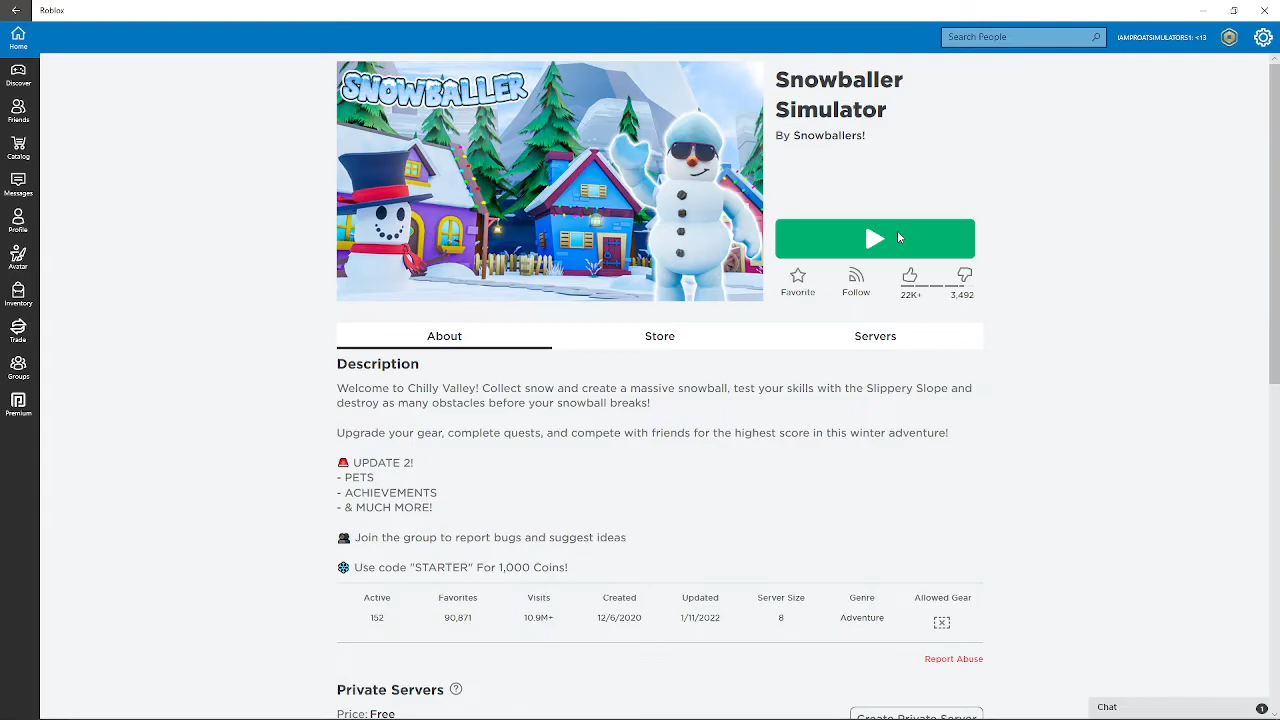 Roblox
Home
Search People
IAMPROATSIMULATORS1: <13
Discover
Friends
Catalog
Messages
Profile
Avatar
Inventory
Trade
Groups
Premium
SNOWBALLER
Snowballer
Simulator
By Snowballers!
Favorite
Follow
22K+
3,492
About
Store
Servers
Description
Welcome to Chilly Valley! Collect snow and create a massive snowball, test your skills with the Slippery Slope and
destroy as many obstacles before your snowball breaks!
Upgrade your gear, complete quests, and compete with friends for the highest score in this winter adventure!
🚨 UPDATE 2!
- PETS
- ACHIEVEMENTS
- & MUCH MORE!
👥 Join the group to report bugs and suggest ideas
Use code "STARTER" For 1,000 Coins!
Active Favorites Visits Created Updated Server Size Genre Allowed Gear
152 90,871 10.9M+ 12/6/2020 1/11/2022 8 Adventure
Report Abuse
Private Servers ?
Price: Free
Create Private Server
Chat
1